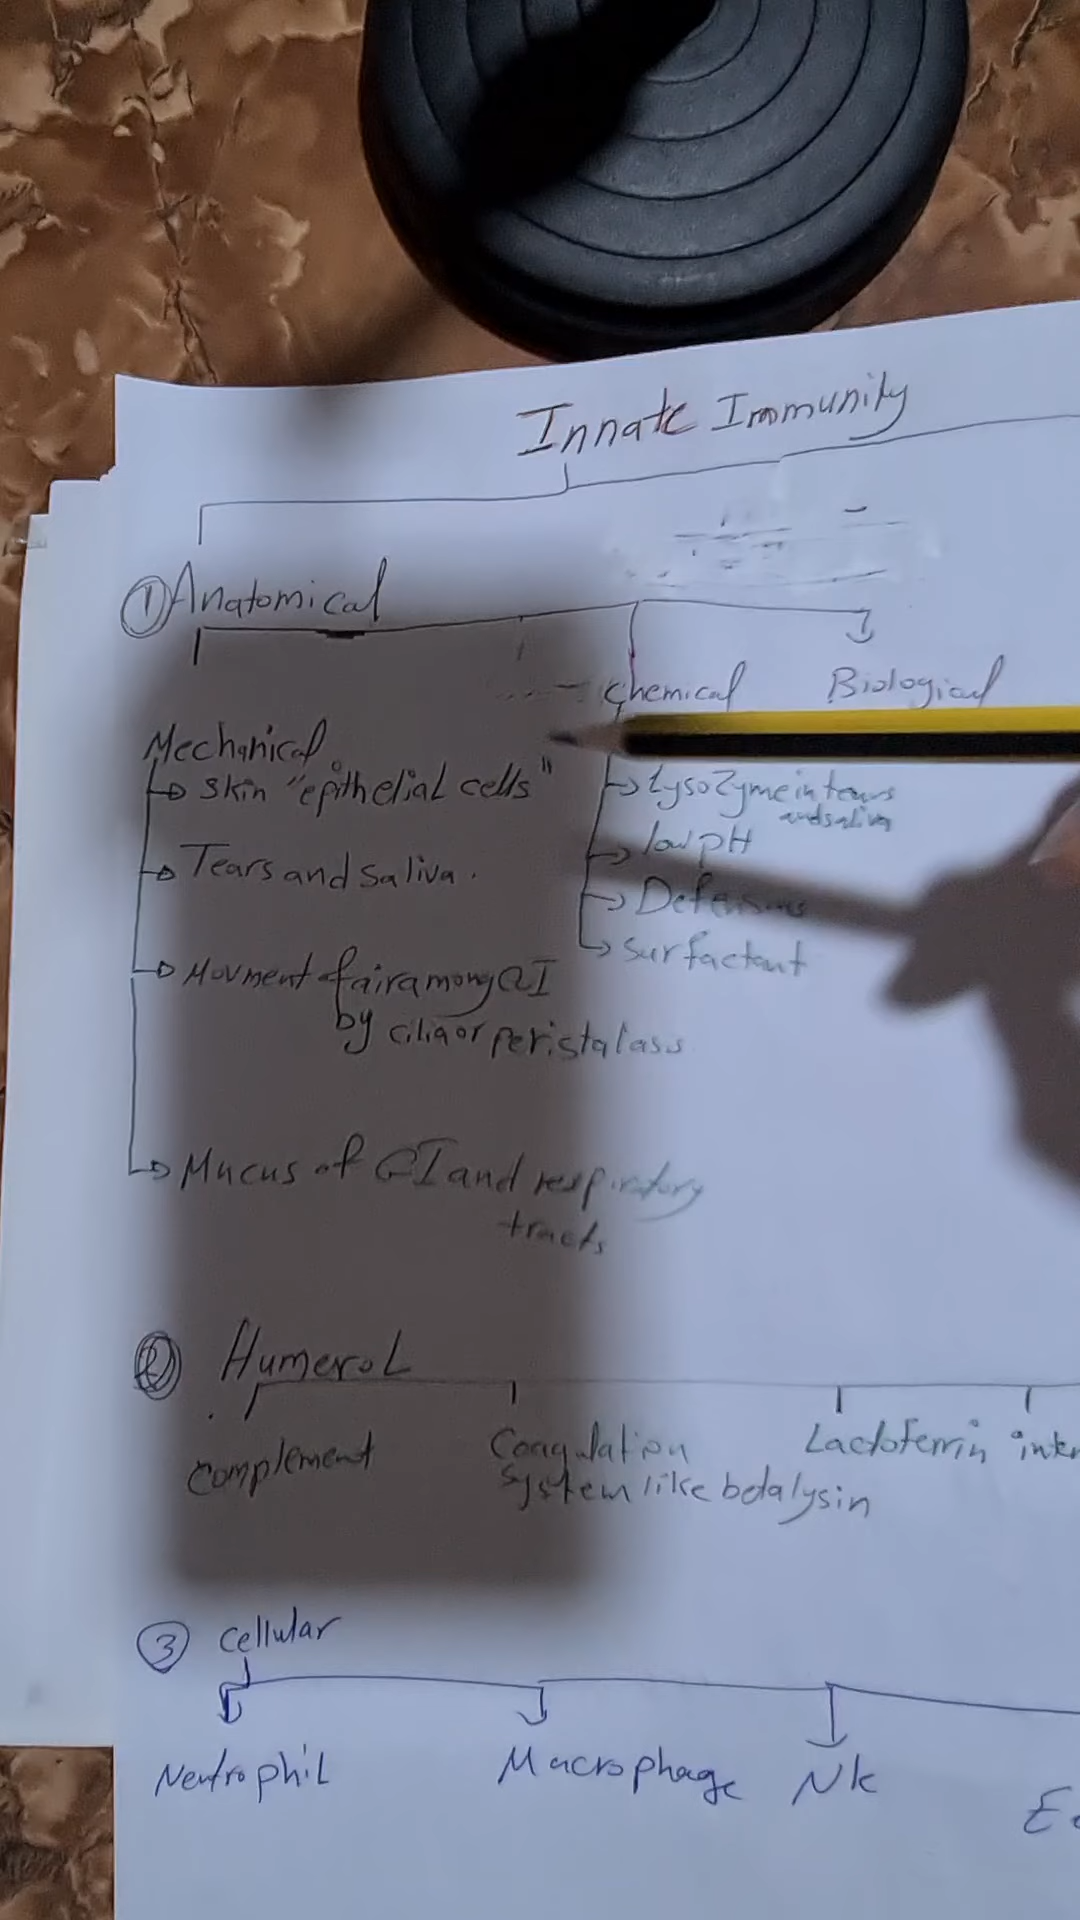 Innate Immunity
① Anatomical
Chemical
Biological
Mechanical
Skin "epithelial cells"
Lysozyme in tears
and saliva
low pH
Tears and saliva.
Defensins
Surfactant
Movment of air among GI
by cilia or peristalass
Mucus of GI and respiratory
tracts
② Humerol
Complement
Coagulation
System like betalysin
Lactoferrin
③ cellular
Neutrophil
Macrophage
NK